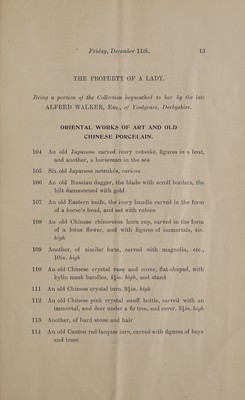 Friday, December 11th. 13
THE PROPERTY OF A LADY.
Being a portion of the Collection bequeathed to her by the late
ALFRED WALKER, Esq., of Youlgrave, Derbyshire.
ORIENTAL WORKS OF ART AND OLD
CHINESE PORCELAIN.
104 An old Japanese carved ivory netsuke, figures in a boat,
and another, a horseman in the sea
105 Six old Japanese netsukés, various
106 An old Russian dagger, the blade with scroll borders, the
hilt damascened with gold
107 An old Eastern knife, the ivory handle carved in the form
of a horse's head, and set with rubies
108 An old Chinese rhinoceros horn cup, carved in the form
of a lotus flower, and with figures of immortals, 4in.
high
109 Another, of similar form, carved with magnolia, etc.,
10in. high
110 An old Chinese crystal vase and cover, flat-shaped, with
kylin mask handles, 8½in. high, and stand
111 An old Chinese crystal urn, 8½in. high
112 An old Chinese pink crystal snuff bottle, carved with an
immortal, and deer under a fir tree, and cover, 3½in. high
113 Another, of hard stone and hair
114 An old Canton red lacquer urn, carved with figures of boys
and trees